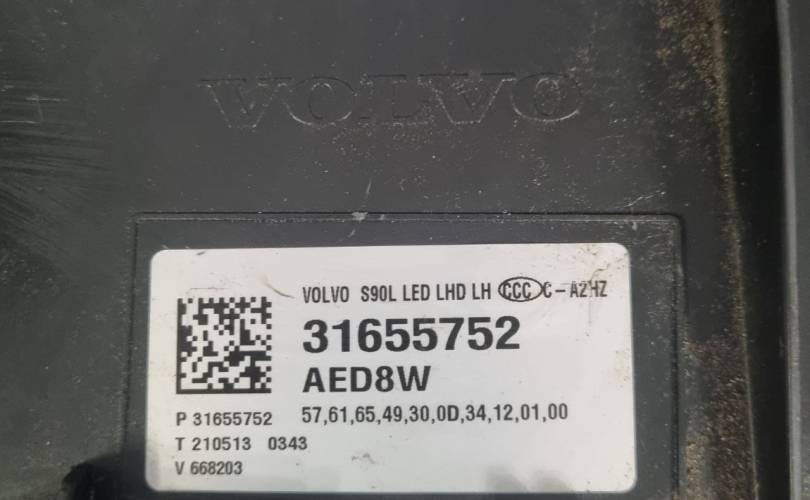 VOLVO
VOLVO S90L LED LHD LH CCC C-A2HZ
31655752
AED8W
P 31655752 57,61,65,49,30,0D,34,12,01,00
T 210513 0343
V 668203